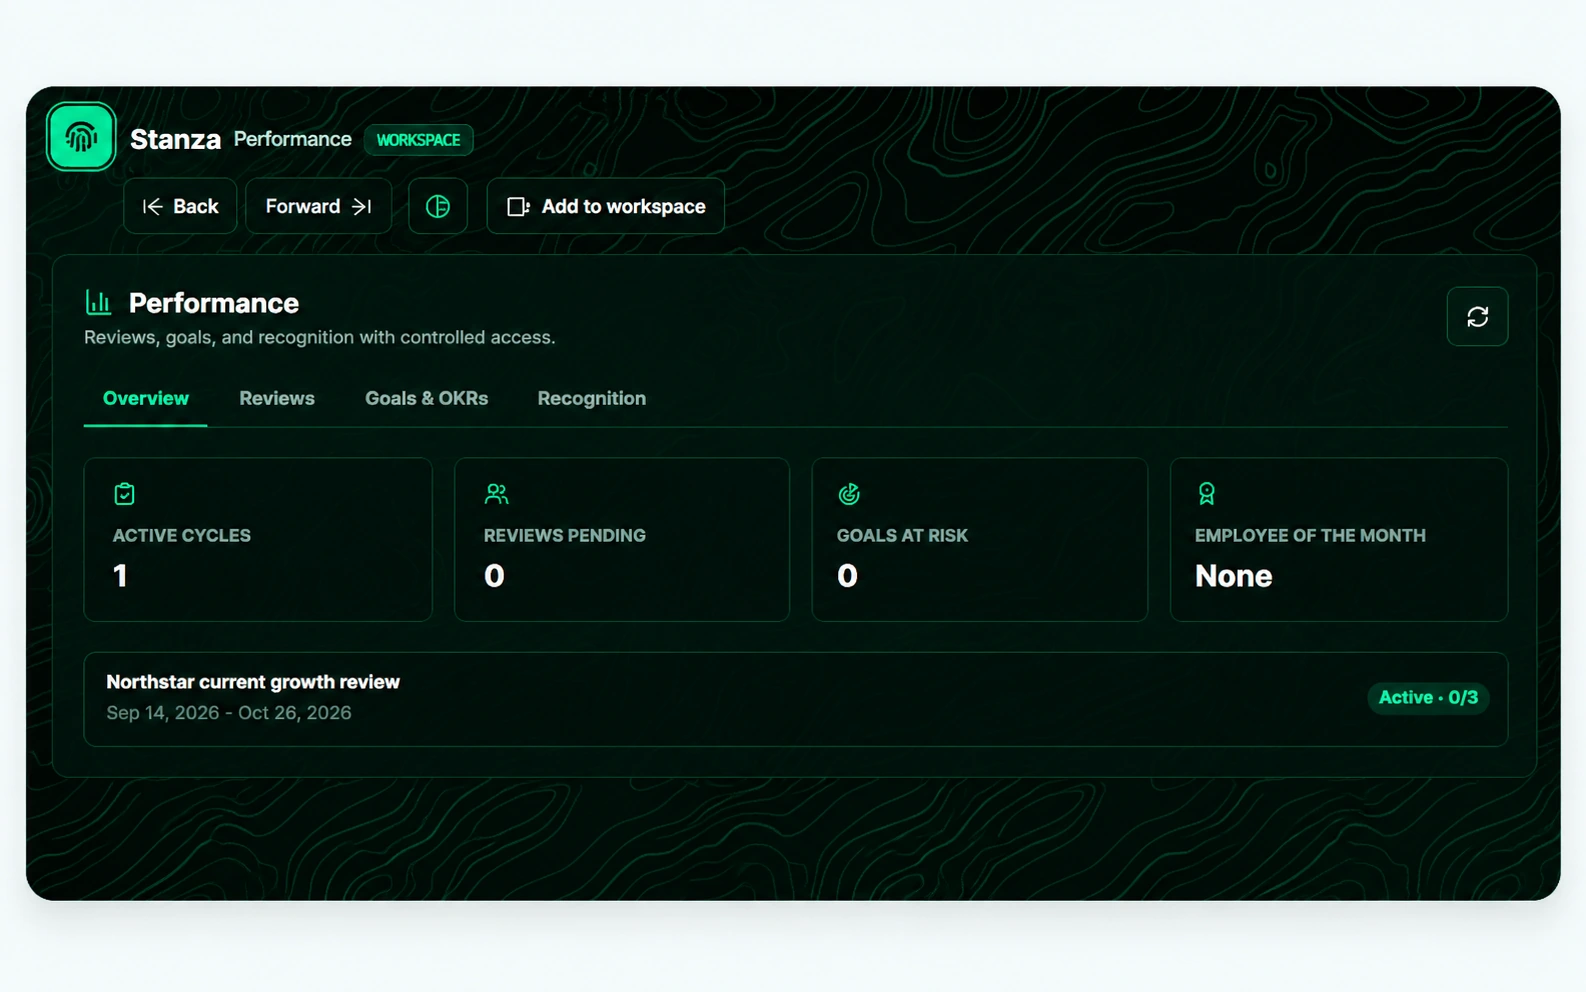 Stanza Performance WORKSPACE
Back Forward Add to workspace
Performance
Reviews, goals, and recognition with controlled access.
Overview Reviews Goals & OKRs Recognition
ACTIVE CYCLES
1
REVIEWS PENDING
0
GOALS AT RISK
0
EMPLOYEE OF THE MONTH
None
Northstar current growth review
Sep 14, 2026 - Oct 26, 2026
Active • 0/3